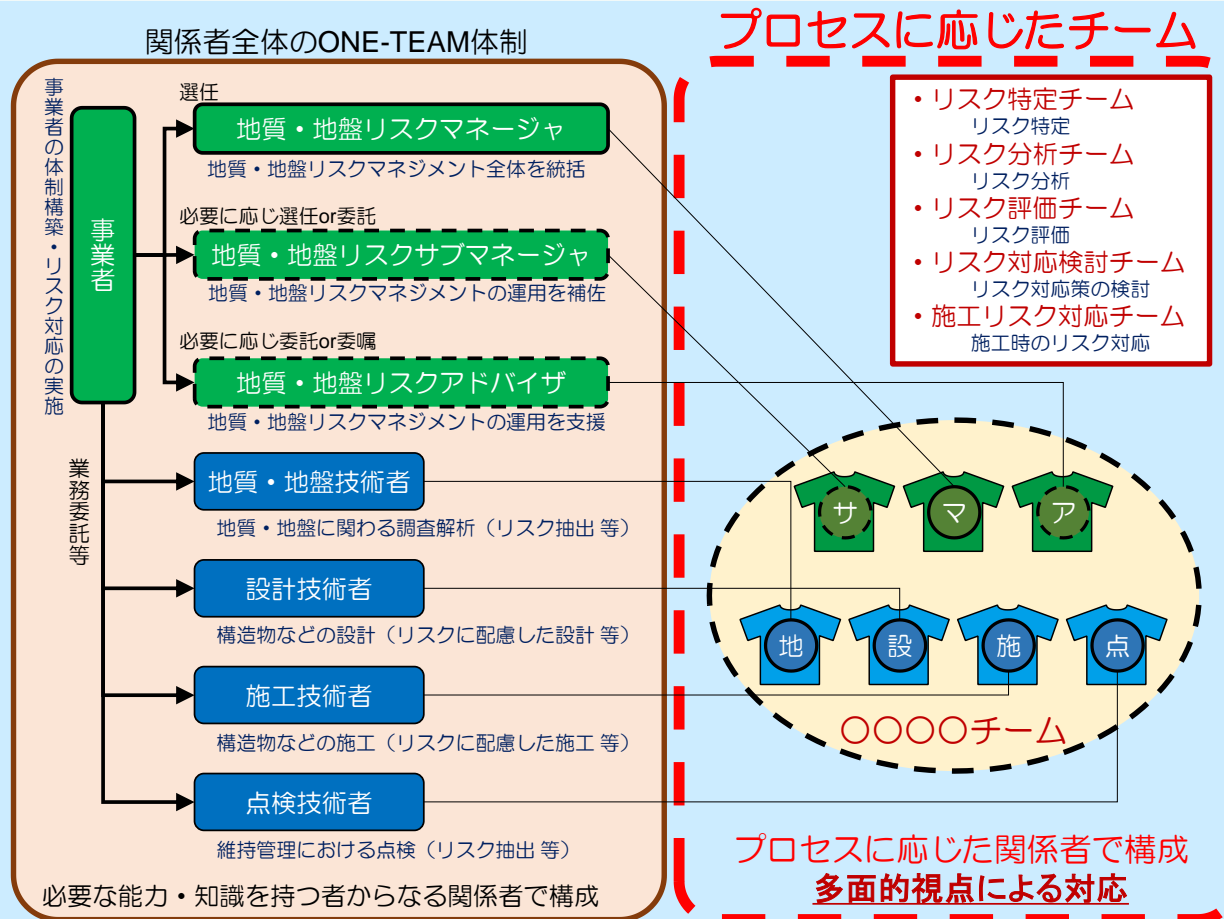 関係者全体のONE-TEAM体制
事業者の体制構築・リスク対応の実施
事業者
選任
地質・地盤リスクマネージャ
地質・地盤リスクマネジメント全体を統括
必要に応じ選任or委託
地質・地盤リスクサブマネージャ
地質・地盤リスクマネジメントの運用を補佐
必要に応じ委託or委嘱
地質・地盤リスクアドバイザ
地質・地盤リスクマネジメントの運用を支援
業務委託等
地質・地盤技術者
地質・地盤に関わる調査解析（リスク抽出 等）
設計技術者
構造物などの設計（リスクに配慮した設計 等）
施工技術者
構造物などの施工（リスクに配慮した施工 等）
点検技術者
維持管理における点検（リスク抽出 等）
必要な能力・知識を持つ者からなる関係者で構成
プロセスに応じたチーム
・リスク特定チーム
リスク特定
・リスク分析チーム
リスク分析
・リスク評価チーム
リスク評価
・リスク対応検討チーム
リスク対応策の検討
・施工リスク対応チーム
施工時のリスク対応
サ マ ア
地 設 施 点
〇〇〇〇チーム
プロセスに応じた関係者で構成
多面的視点による対応